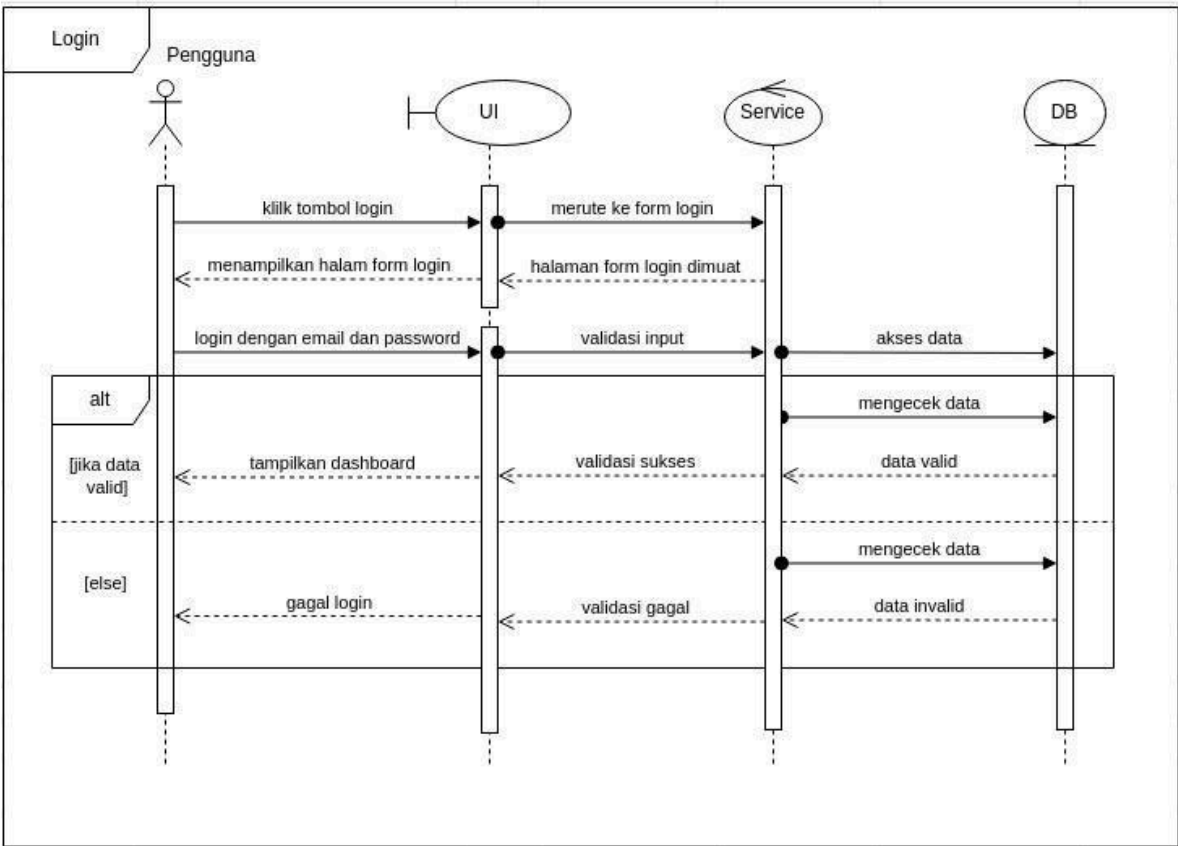 Login
Pengguna
UI
Service
DB
klilk tombol login
merute ke form login
menampilkan halam form login
halaman form login dimuat
login dengan email dan password
validasi input
akses data
alt
mengecek data
[jika data
valid]
tampilkan dashboard
validasi sukses
data valid
mengecek data
[else]
gagal login
validasi gagal
data invalid